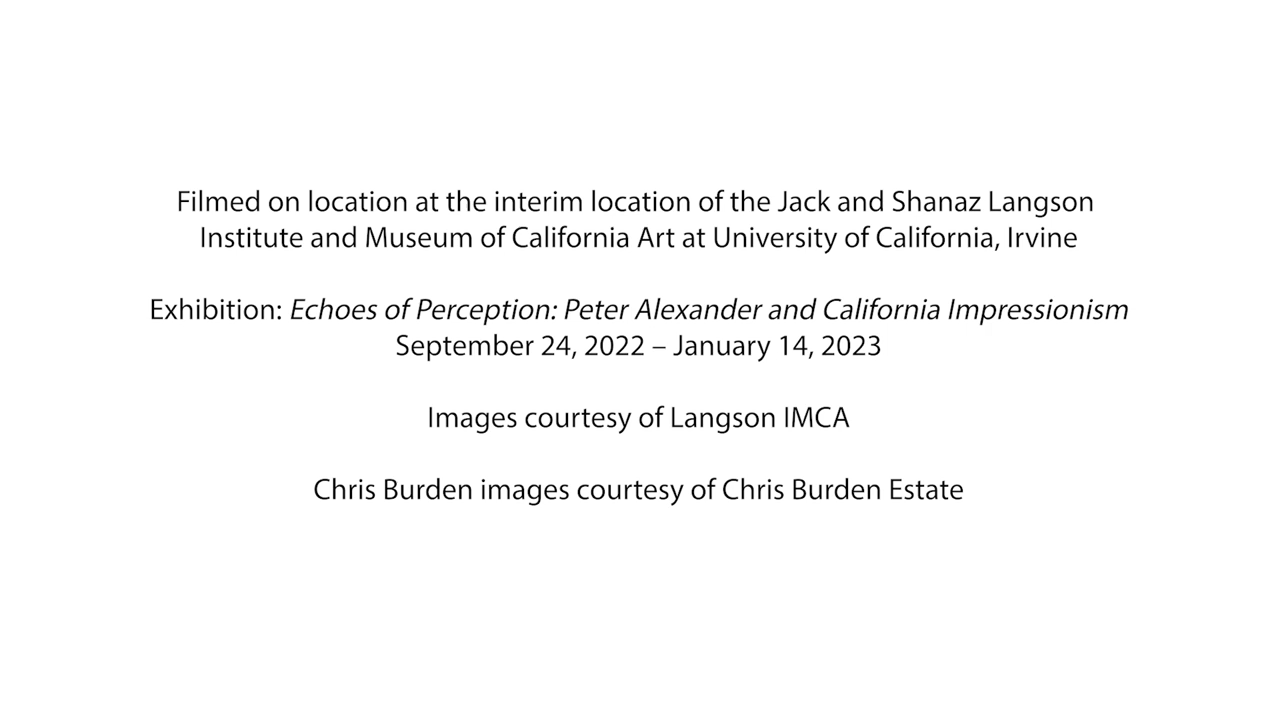 Filmed on location at the interim location of the Jack and Shanaz Langson
Institute and Museum of California Art at University of California, Irvine
Exhibition: Echoes of Perception: Peter Alexander and California Impressionism
September 24, 2022 – January 14, 2023
Images courtesy of Langson IMCA
Chris Burden images courtesy of Chris Burden Estate